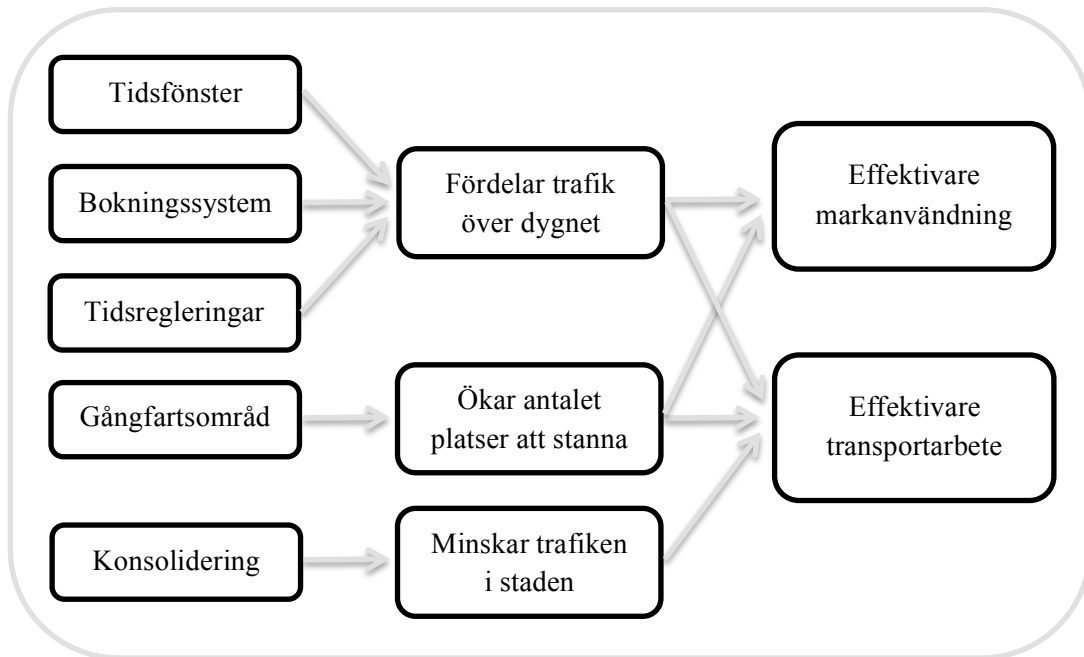 Tidsfönster
Bokningssystem
Tidsregleringar
Gångfartsområd
Konsolidering
Fördelar trafik
över dygnet
Ökar antalet
platser att stanna
Minskar trafiken
i staden
Effektivare
markanvändning
Effektivare
transportarbete